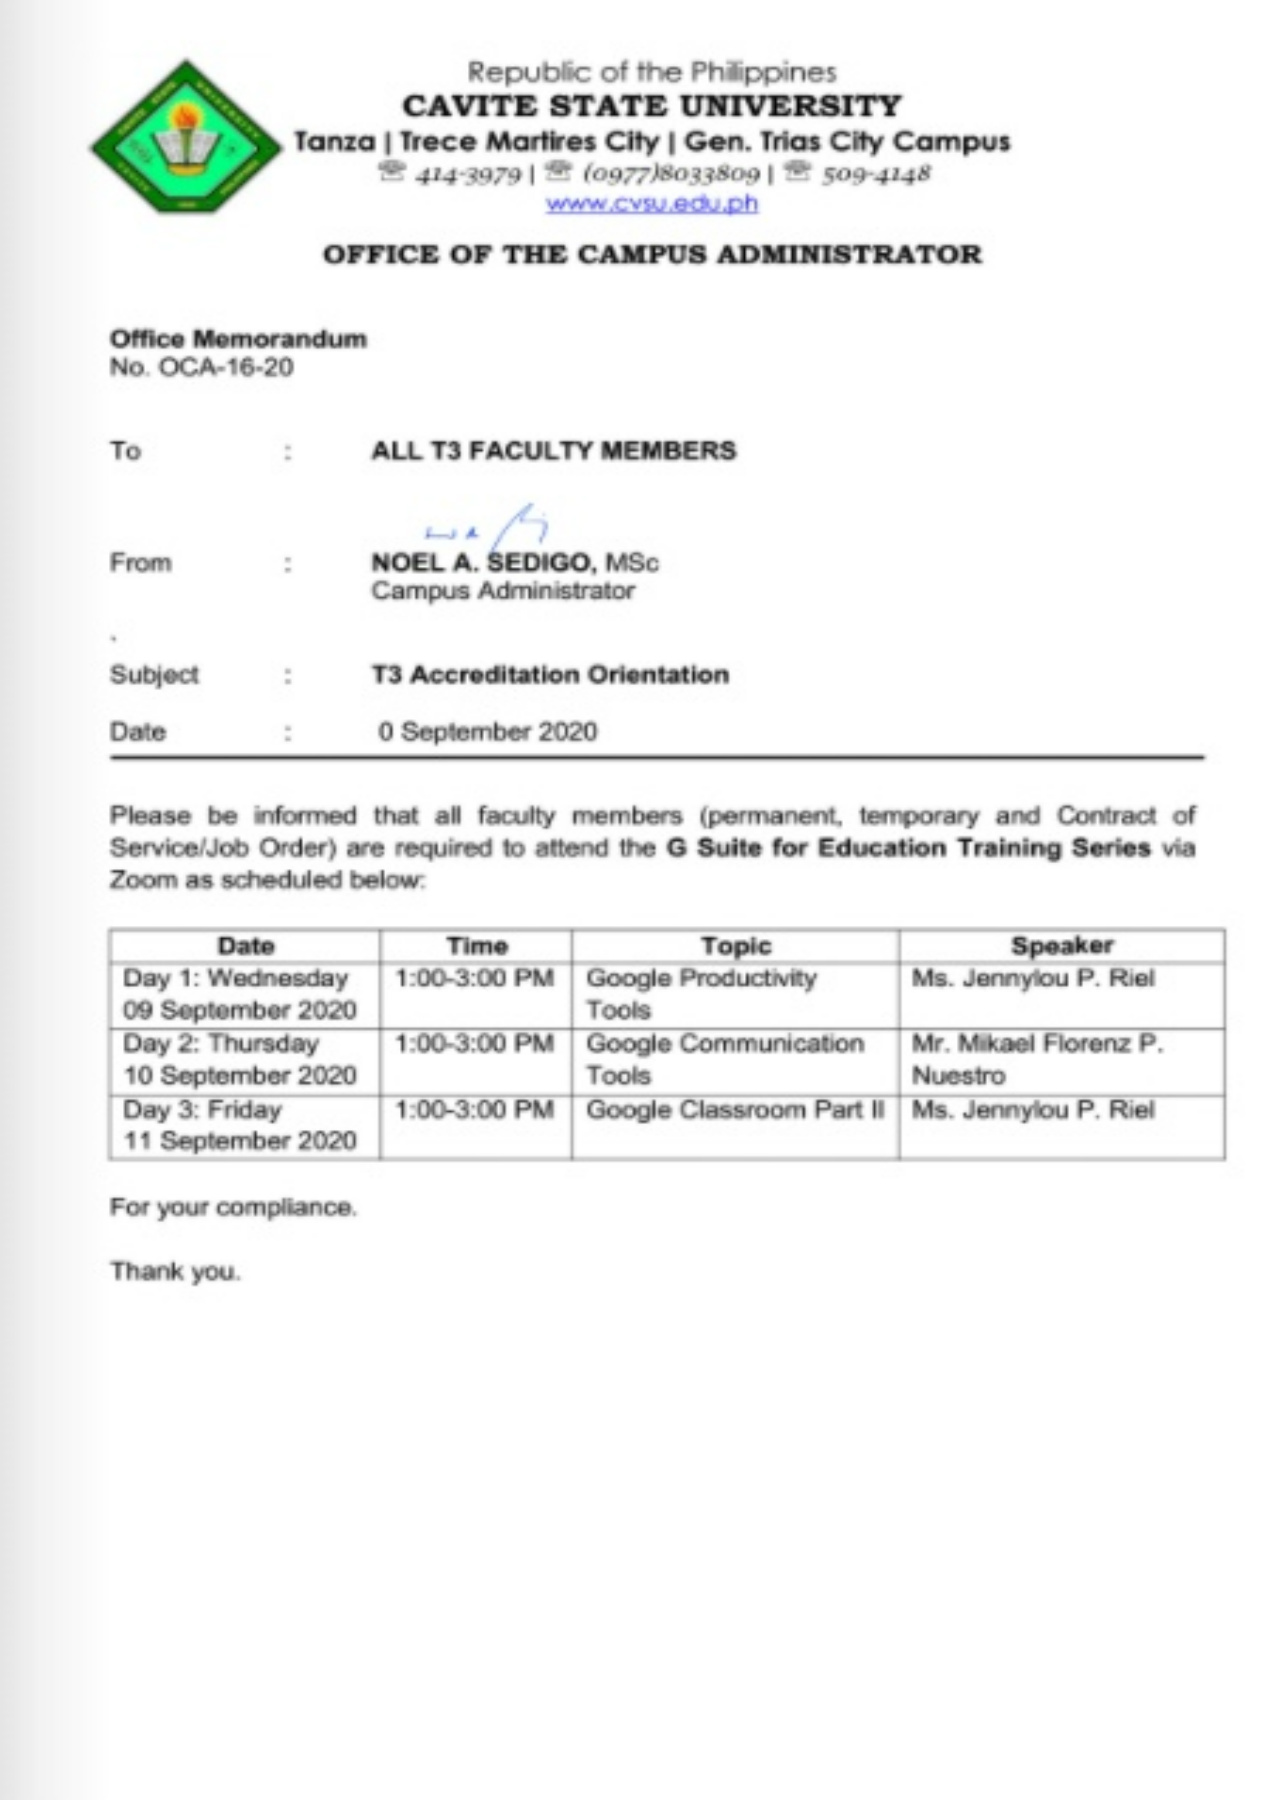 Republic of the Philippines
CAVITE STATE UNIVERSITY
Tanza | Trece Martires City | Gen. Trias City Campus
☏ 414-3979 | ☏ (0977)8033809 | ☏ 509-4148
www.cvsu.edu.ph
OFFICE OF THE CAMPUS ADMINISTRATOR
Office Memorandum
No. OCA-16-20
To : ALL T3 FACULTY MEMBERS
From : NOEL A. SEDIGO, MSc
Campus Administrator
.
Subject : T3 Accreditation Orientation
Date : 0 September 2020
Please be informed that all faculty members (permanent, temporary and Contract of
Service/Job Order) are required to attend the G Suite for Education Training Series via
Zoom as scheduled below:
Date Time Topic Speaker
Day 1: Wednesday 1:00-3:00 PM Google Productivity Ms. Jennylou P. Riel
09 September 2020 Tools
Day 2: Thursday 1:00-3:00 PM Google Communication Mr. Mikael Florenz P.
10 September 2020 Tools Nuestro
Day 3: Friday 1:00-3:00 PM Google Classroom Part II Ms. Jennylou P. Riel
11 September 2020
For your compliance.
Thank you.